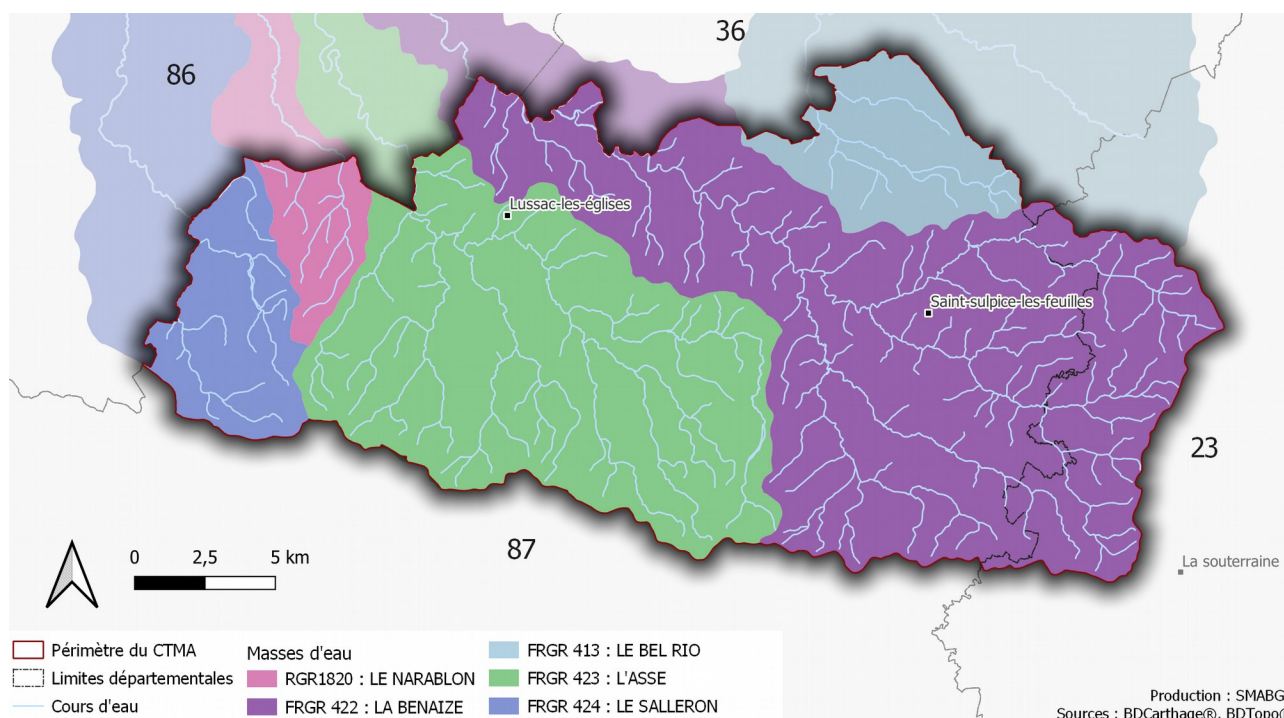 36
86
Lussac-les-églises
Saint-sulpice-les-feuilles
23
87
La souterraine
0 2,5 5 km
Périmètre du CTMA
Limites départementales
Cours d'eau
Masses d'eau
RGR1820 : LE NARABLON
FRGR 422 : LA BENAIZE
FRGR 413 : LE BEL RIO
FRGR 423 : L'ASSE
FRGR 424 : LE SALLERON
Production : SMABG
Sources : BDCarthage®, BDTopo